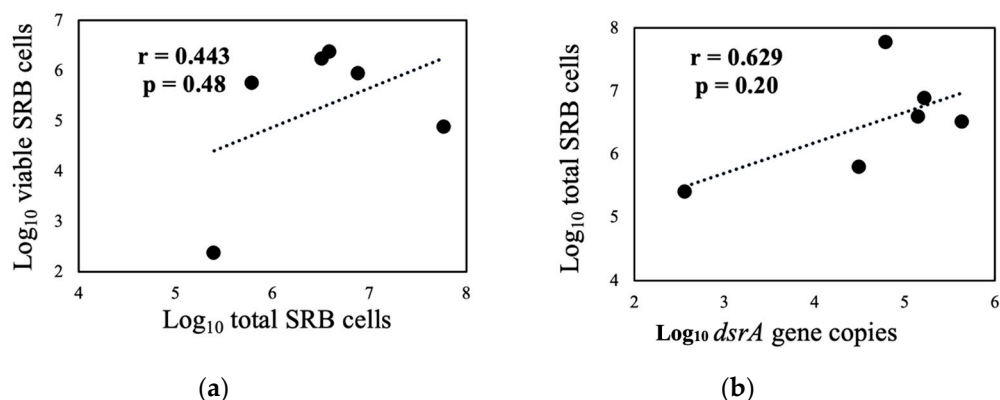 7
6
5
4
3
2
r = 0.443
p = 0.48
Log₁₀ viable SRB cells
4 5 6 7 8
Log₁₀ total SRB cells
(a)
8
7
6
5
4
r = 0.629
p = 0.20
Log₁₀ total SRB cells
2 3 4 5 6
Log₁₀ dsrA gene copies
(b)